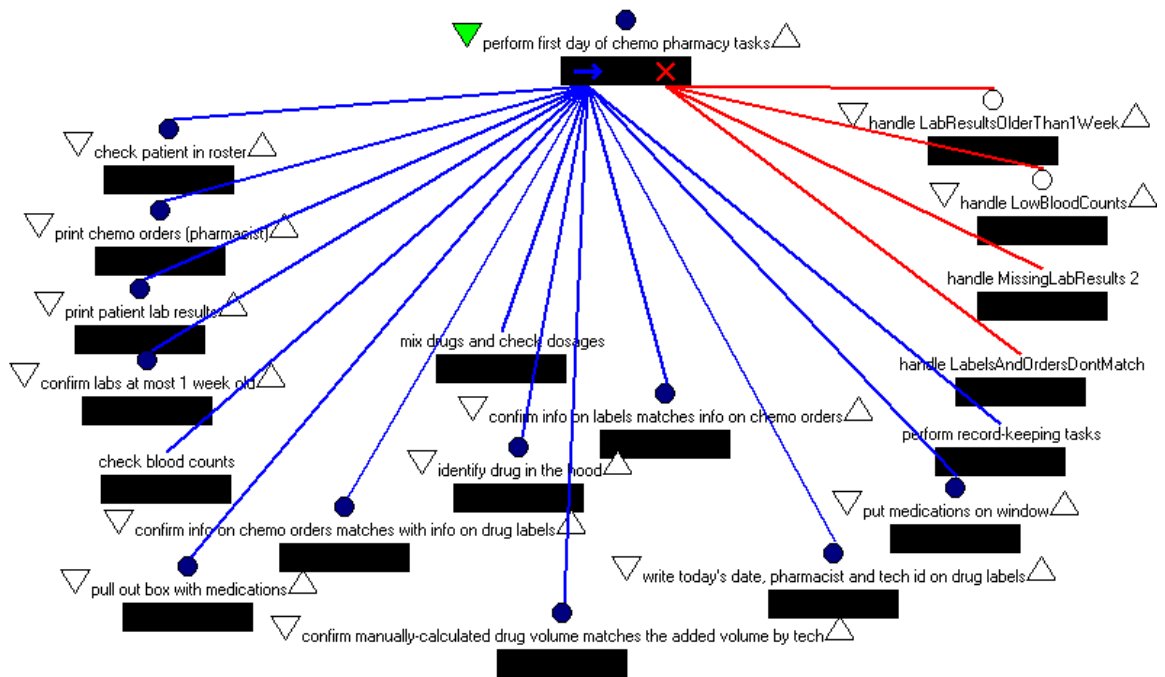 perform first day of chemo pharmacy tasks
handle LabResultsOlderThan1Week
check patient in roster
handle LowBloodCounts
print chemo orders (pharmacist)
handle MissingLabResults 2
print patient lab results
mix drugs and check dosages
handle LabelsAndOrdersDontMatch
confirm labs at most 1 week old
confirm info on labels matches info on chemo orders
perform record-keeping tasks
check blood counts
identify drug in the hood
put medications on window
confirm info on chemo orders matches with info on drug labels
write today's date, pharmacist and tech id on drug labels
pull out box with medications
confirm manually-calculated drug volume matches the added volume by tech